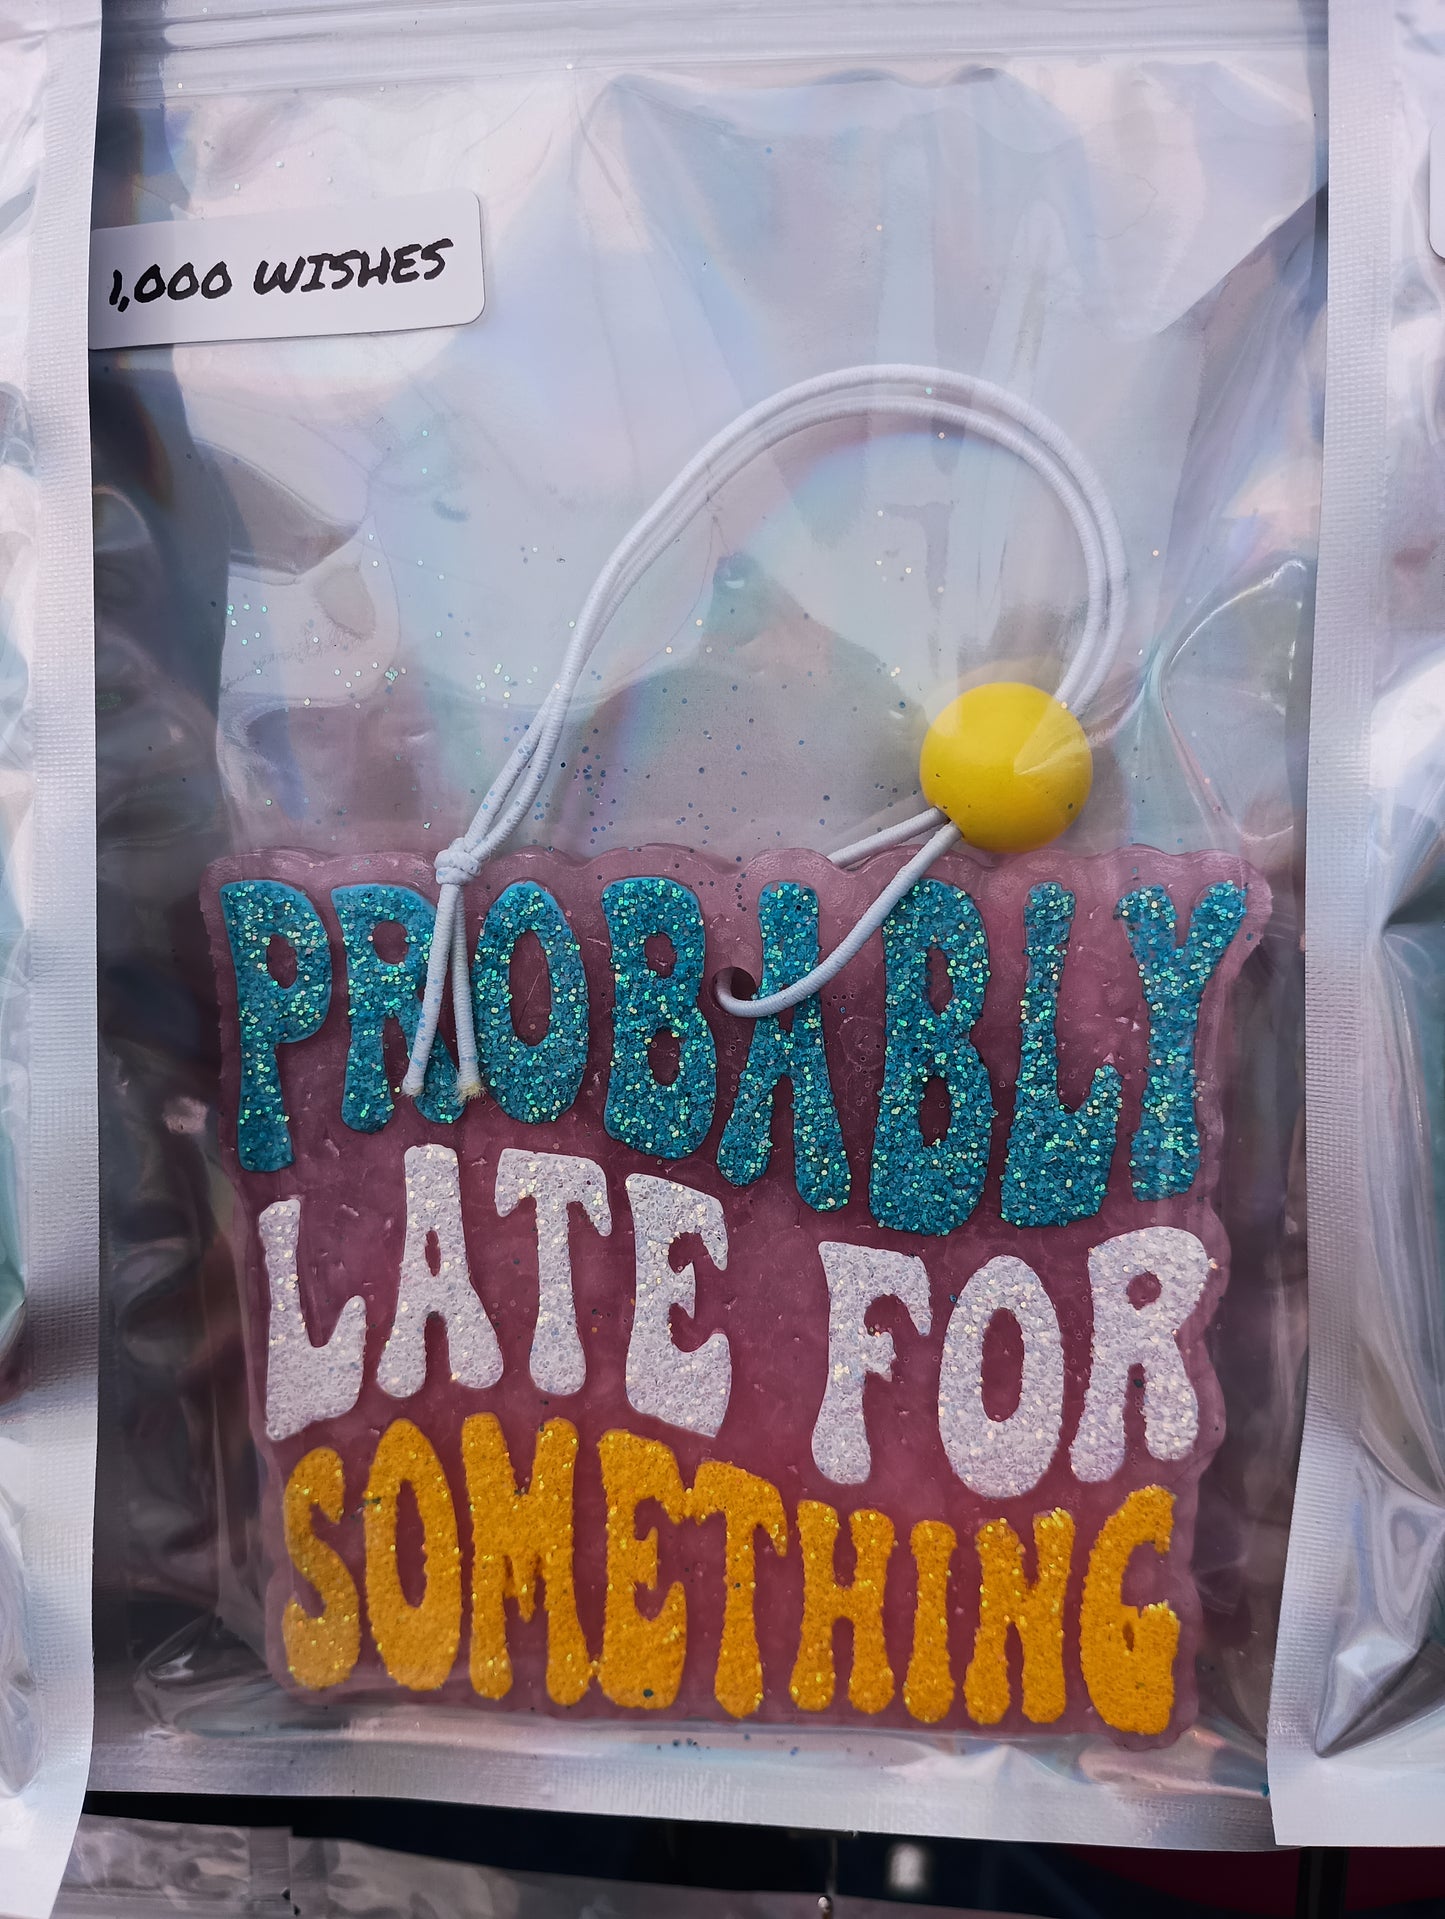 1,000 WISHES
PROBABLY
LATE FOR
SOMETHING